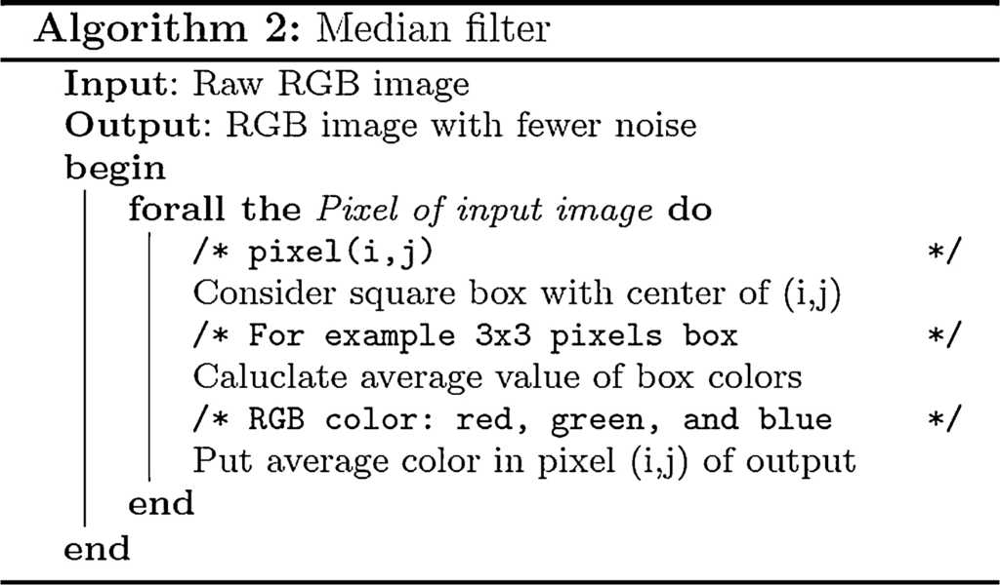 Algorithm 2: Median filter
Input: Raw RGB image
Output: RGB image with fewer noise
begin
forall the Pixel of input image do
/* pixel(i,j) */
Consider square box with center of (i,j)
/* For example 3x3 pixels box */
Caluclate average value of box colors
/* RGB color: red, green, and blue */
Put average color in pixel (i,j) of output
end
end